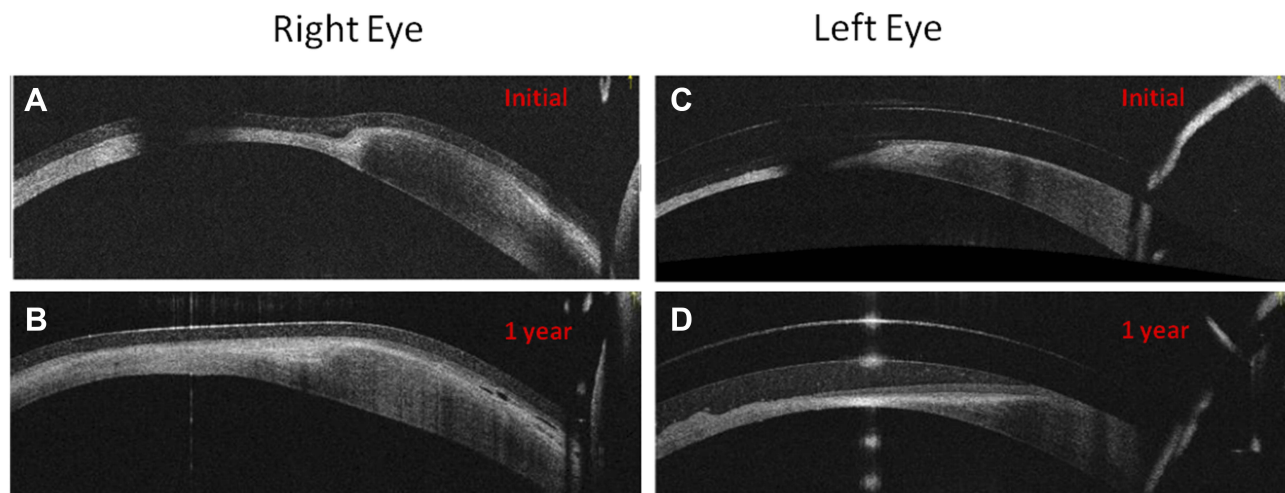 Right Eye
Left Eye
A
Initial
C
Initial
B
1 year
D
1 year